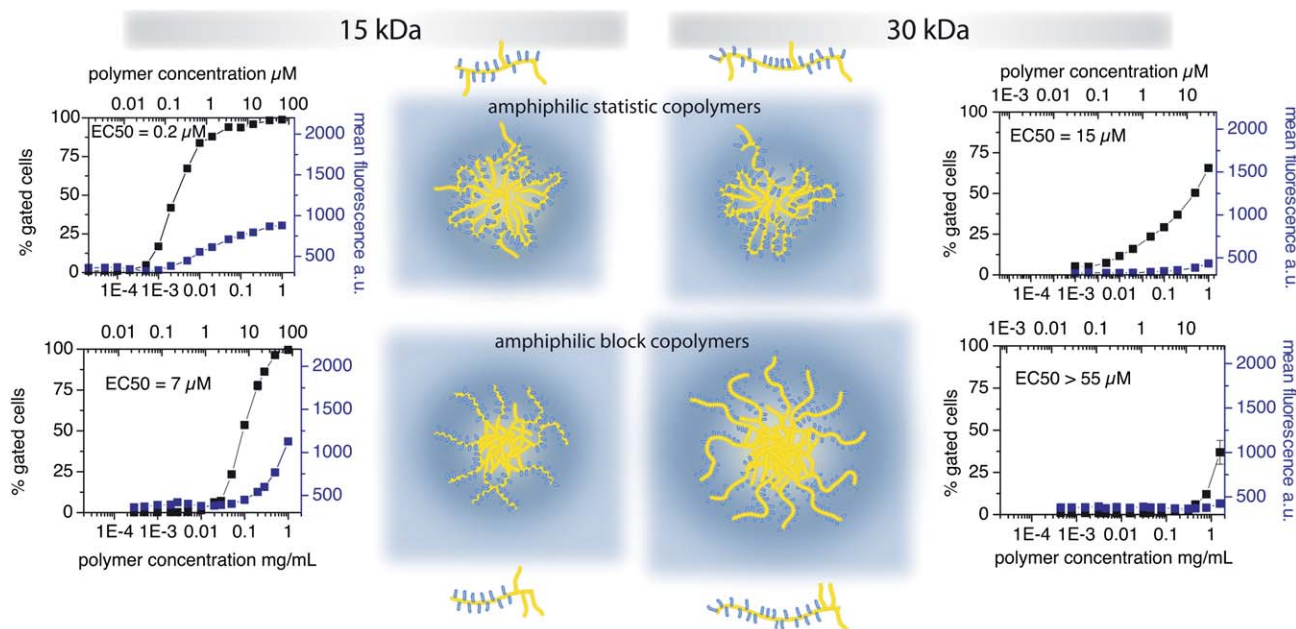 15 kDa
30 kDa
amphiphilic statistic copolymers
amphiphilic block copolymers
polymer concentration µM
0.01 0.1 1 10 100
EC50 = 0.2 µM
% gated cells
100
75
50
25
0
mean fluorescence a.u.
2000
1500
1000
500
1E-4 1E-3 0.01 0.1 1
polymer concentration µM
1E-3 0.01 0.1 1 10
EC50 = 15 µM
% gated cells
100
75
50
25
0
mean fluorescence a.u.
2000
1500
1000
500
1E-4 1E-3 0.01 0.1 1
0.01 0.1 1 10 100
EC50 = 7 µM
% gated cells
100
75
50
25
0
mean fluorescence a.u.
2000
1500
1000
500
1E-4 1E-3 0.01 0.1 1
polymer concentration mg/mL
1E-3 0.01 0.1 1 10
EC50 > 55 µM
% gated cells
100
75
50
25
0
mean fluorescence a.u.
2000
1500
1000
500
1E-4 1E-3 0.01 0.1 1
polymer concentration mg/mL